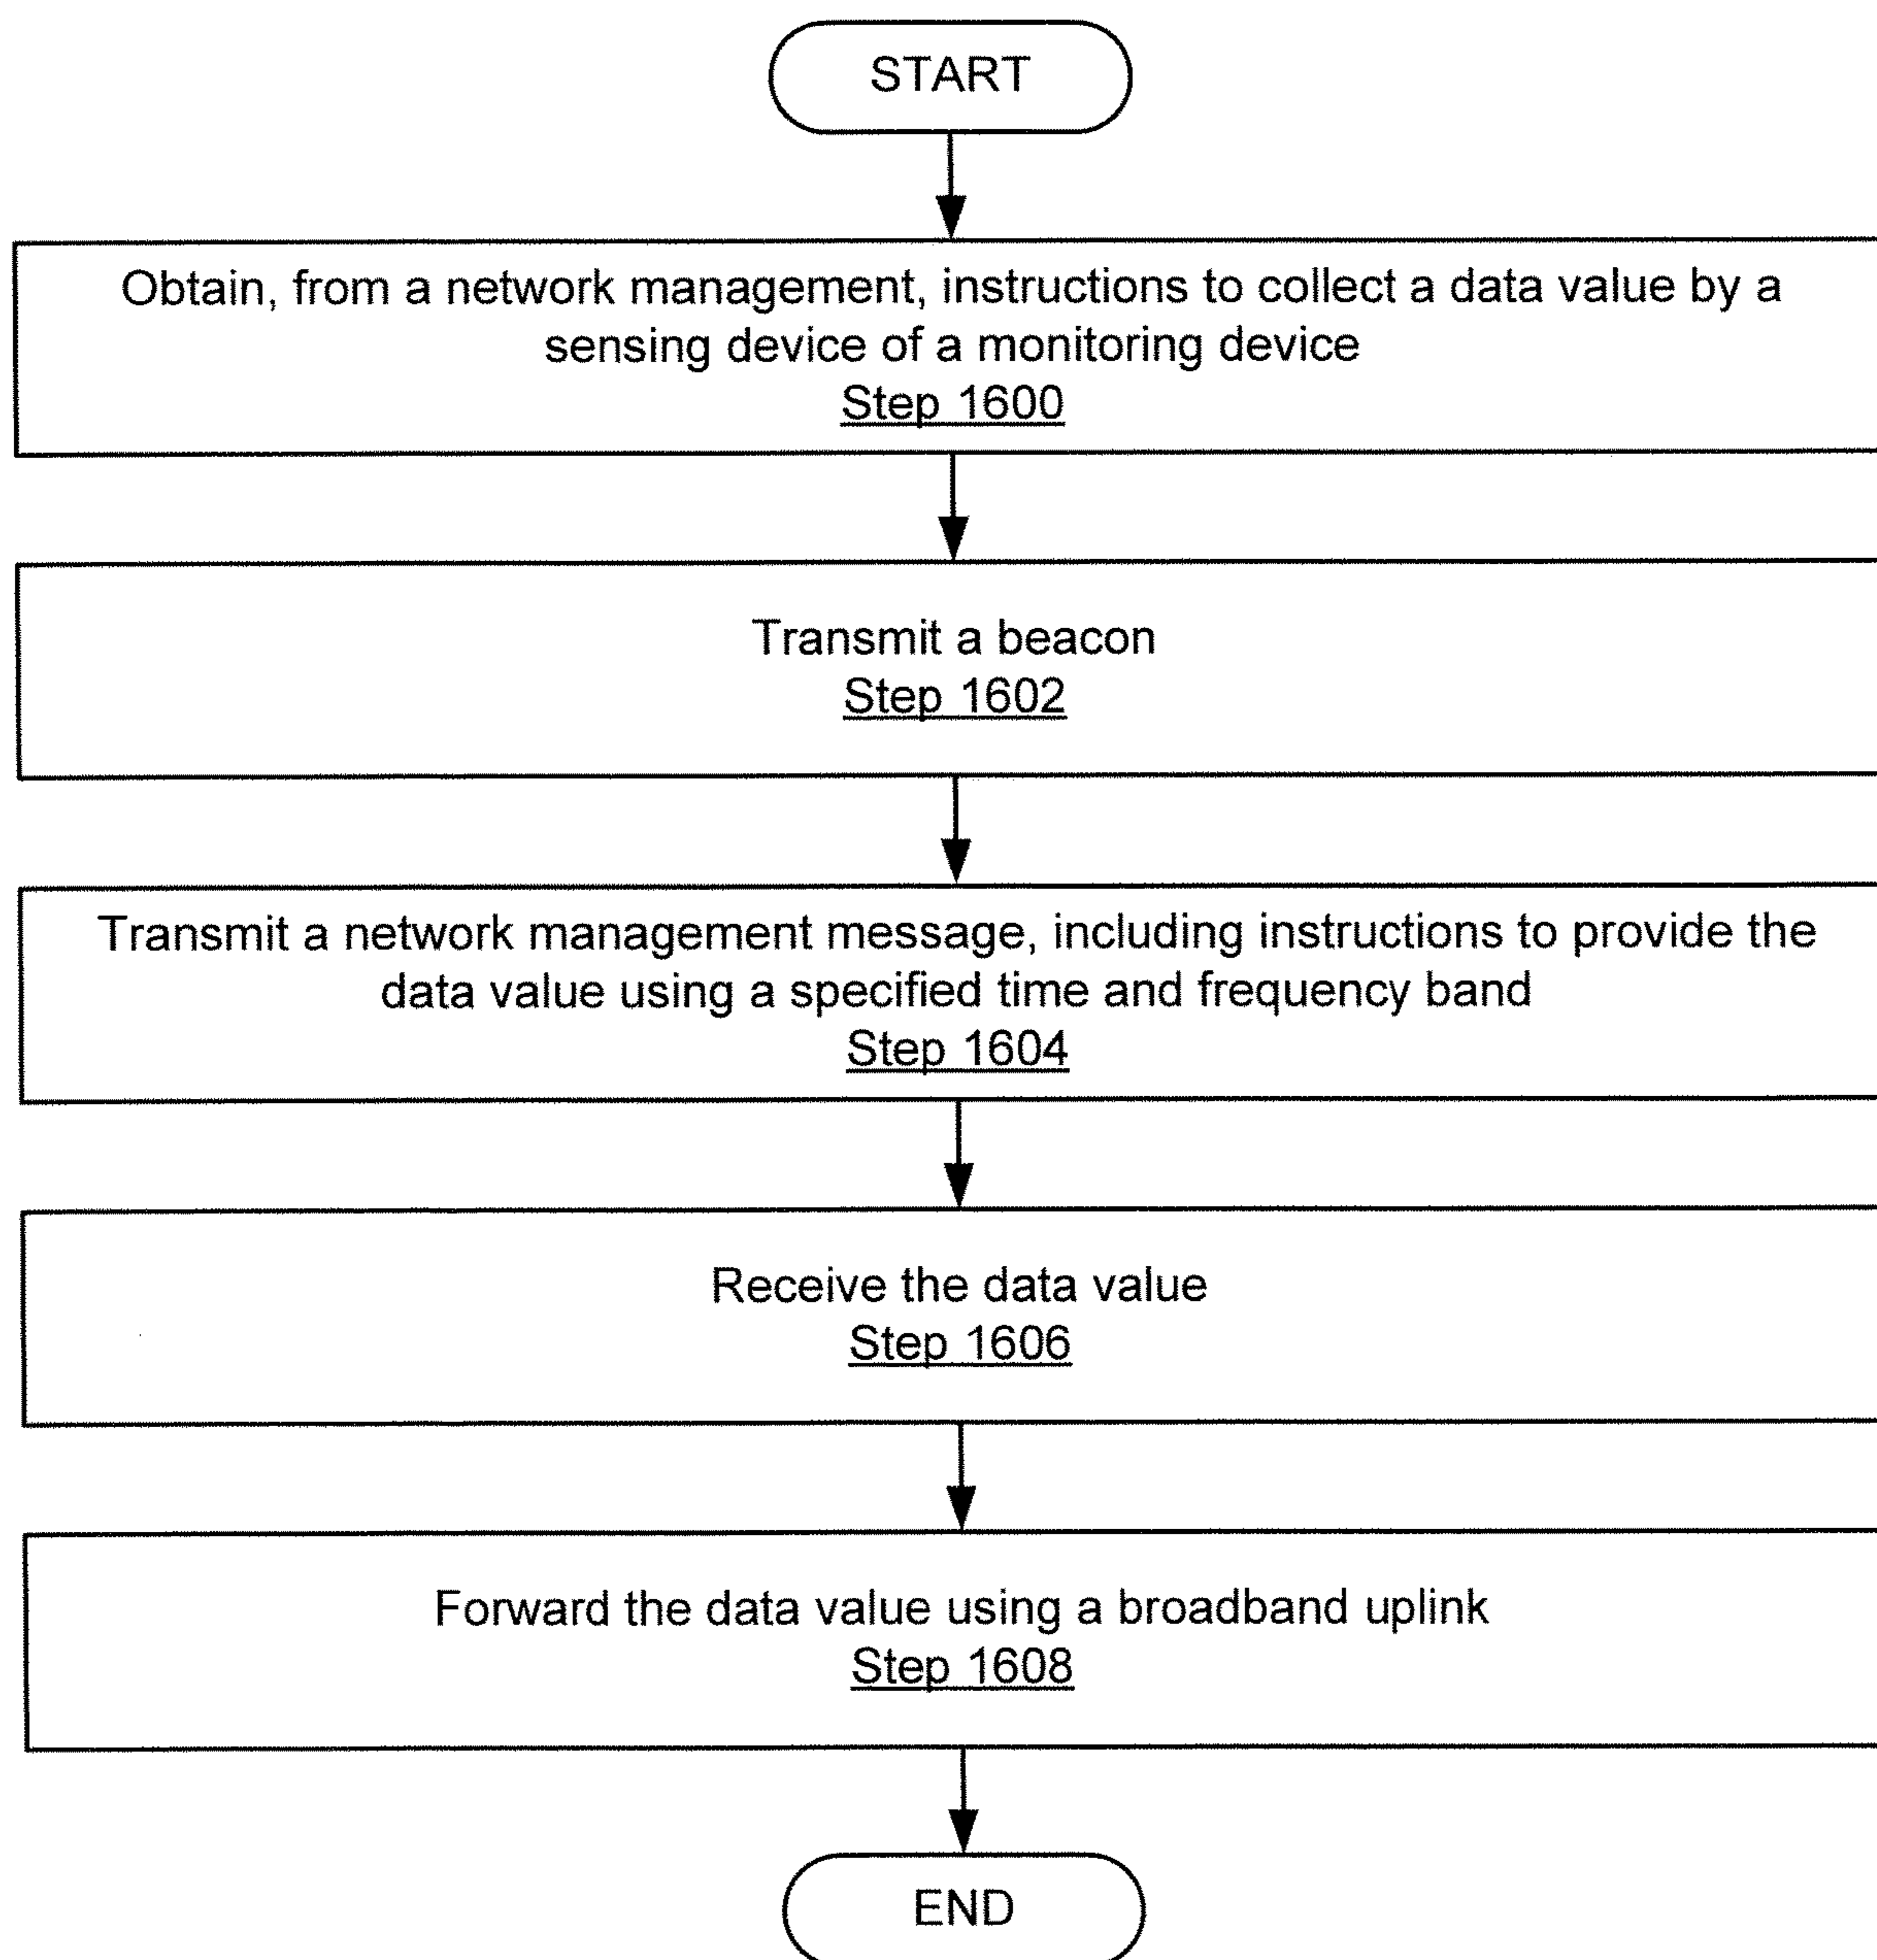 START
Obtain, from a network management, instructions to collect a data value by a
sensing device of a monitoring device
Step 1600
Transmit a beacon
Step 1602
Transmit a network management message, including instructions to provide the
data value using a specified time and frequency band
Step 1604
Receive the data value
Step 1606
Forward the data value using a broadband uplink
Step 1608
END